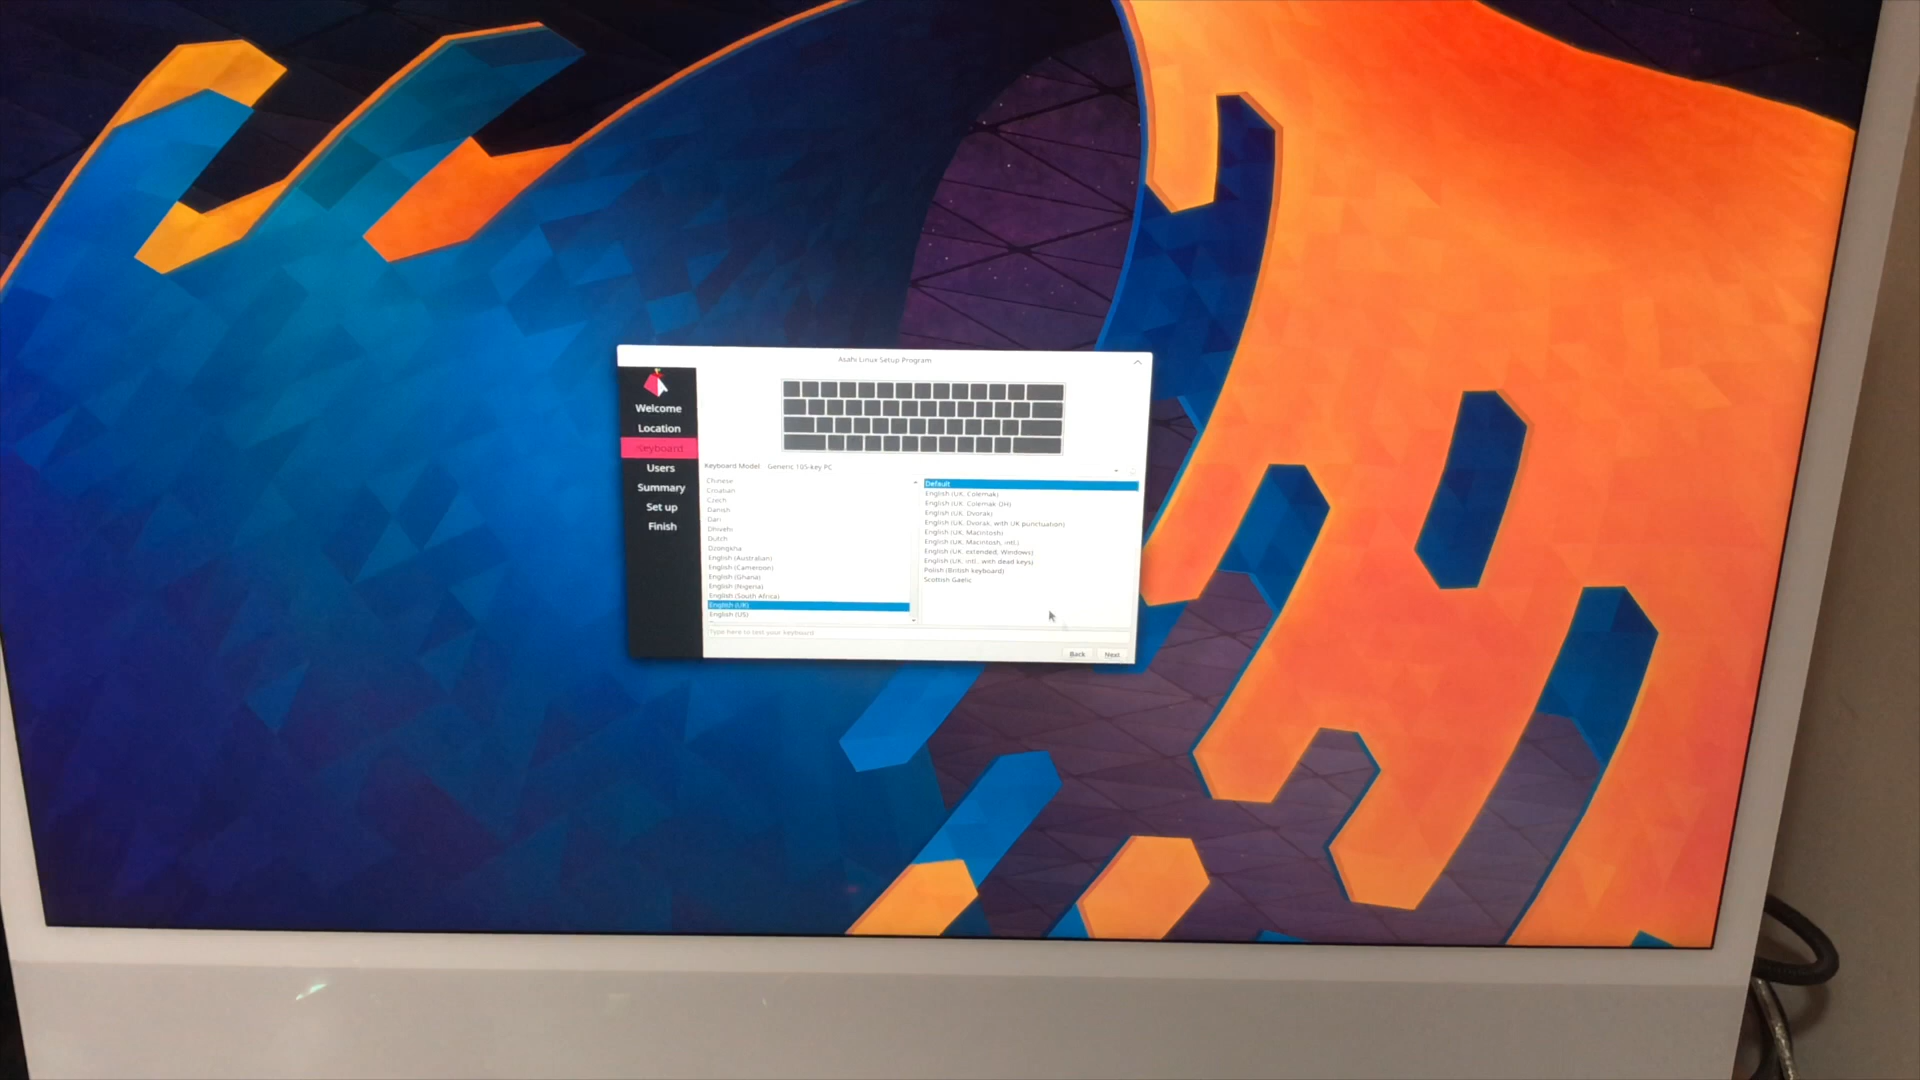 Asahi Linux Setup Program
Welcome
Location
Keyboard
Users
Summary
Set up
Finish
Keyboard Model: Generic 105-key PC
Chinese
Croatian
Czech
Danish
Dari
Dhivehi
Dutch
Dzongkha
English (Australian)
English (Cameroon)
English (Ghana)
English (Nigeria)
English (South Africa)
English (UK)
English (US)
Default
English (UK, Colemak)
English (UK, Colemak-DH)
English (UK, Dvorak)
English (UK, Dvorak, with UK punctuation)
English (UK, Macintosh)
English (UK, Macintosh, intl.)
English (UK, extended, Windows)
English (UK, intl., with dead keys)
Polish (British keyboard)
Scottish Gaelic
Type here to test your keyboard
Back
Next